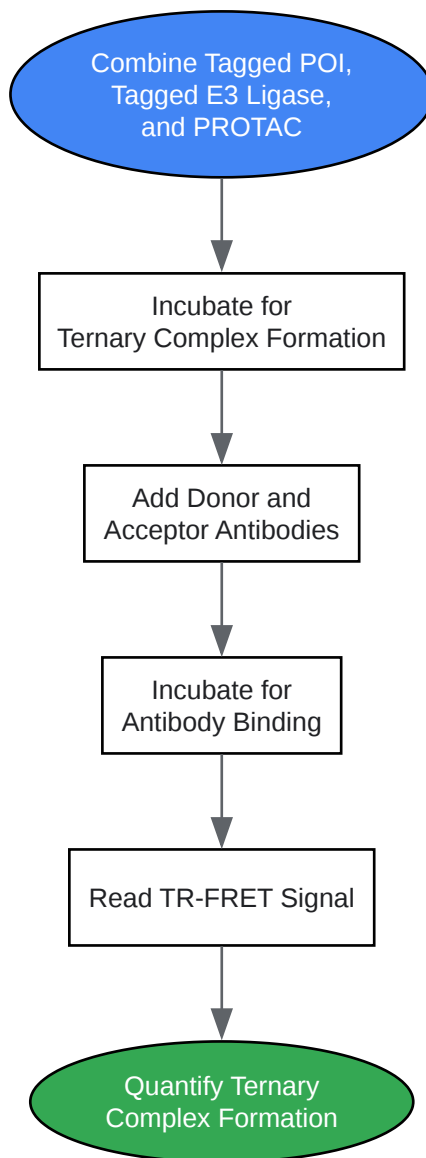 Combine Tagged POI,
Tagged E3 Ligase,
and PROTAC
Incubate for
Ternary Complex Formation
Add Donor and
Acceptor Antibodies
Incubate for
Antibody Binding
Read TR-FRET Signal
Quantify Ternary
Complex Formation